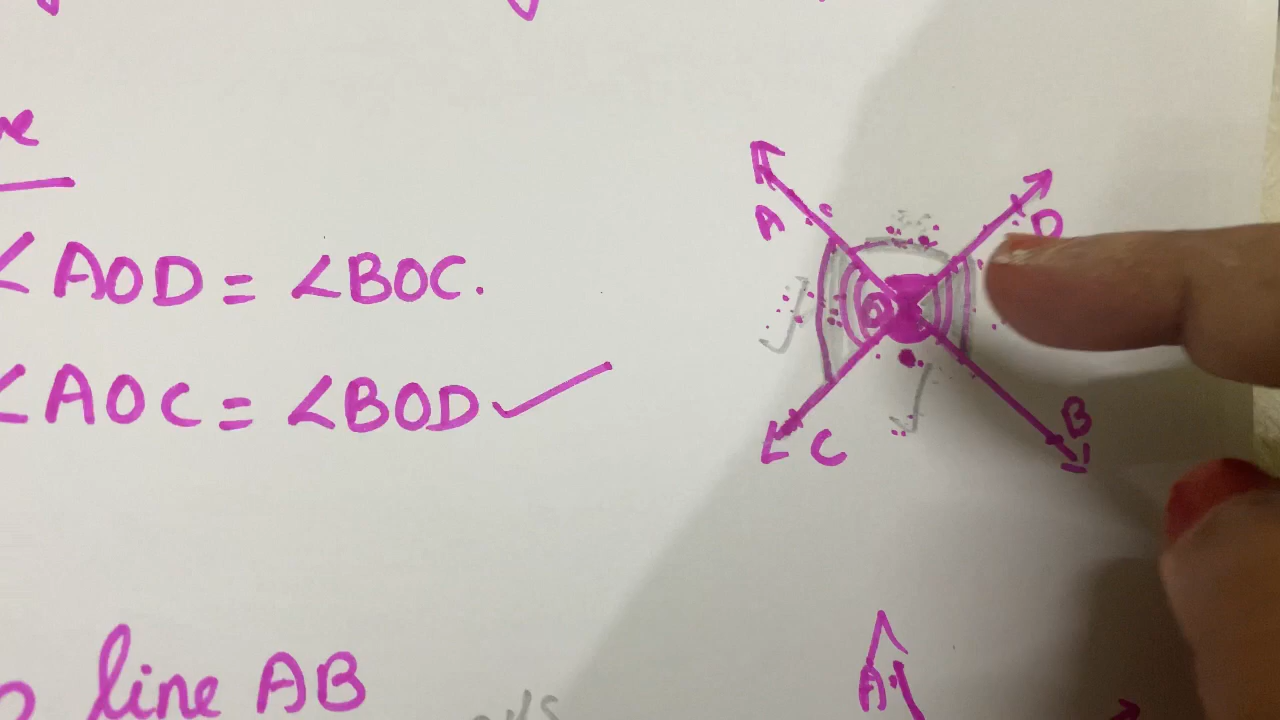 ∠AOD = ∠BOC.
∠AOC = ∠BOD ✓
A
D
O
C
B
line AB
A